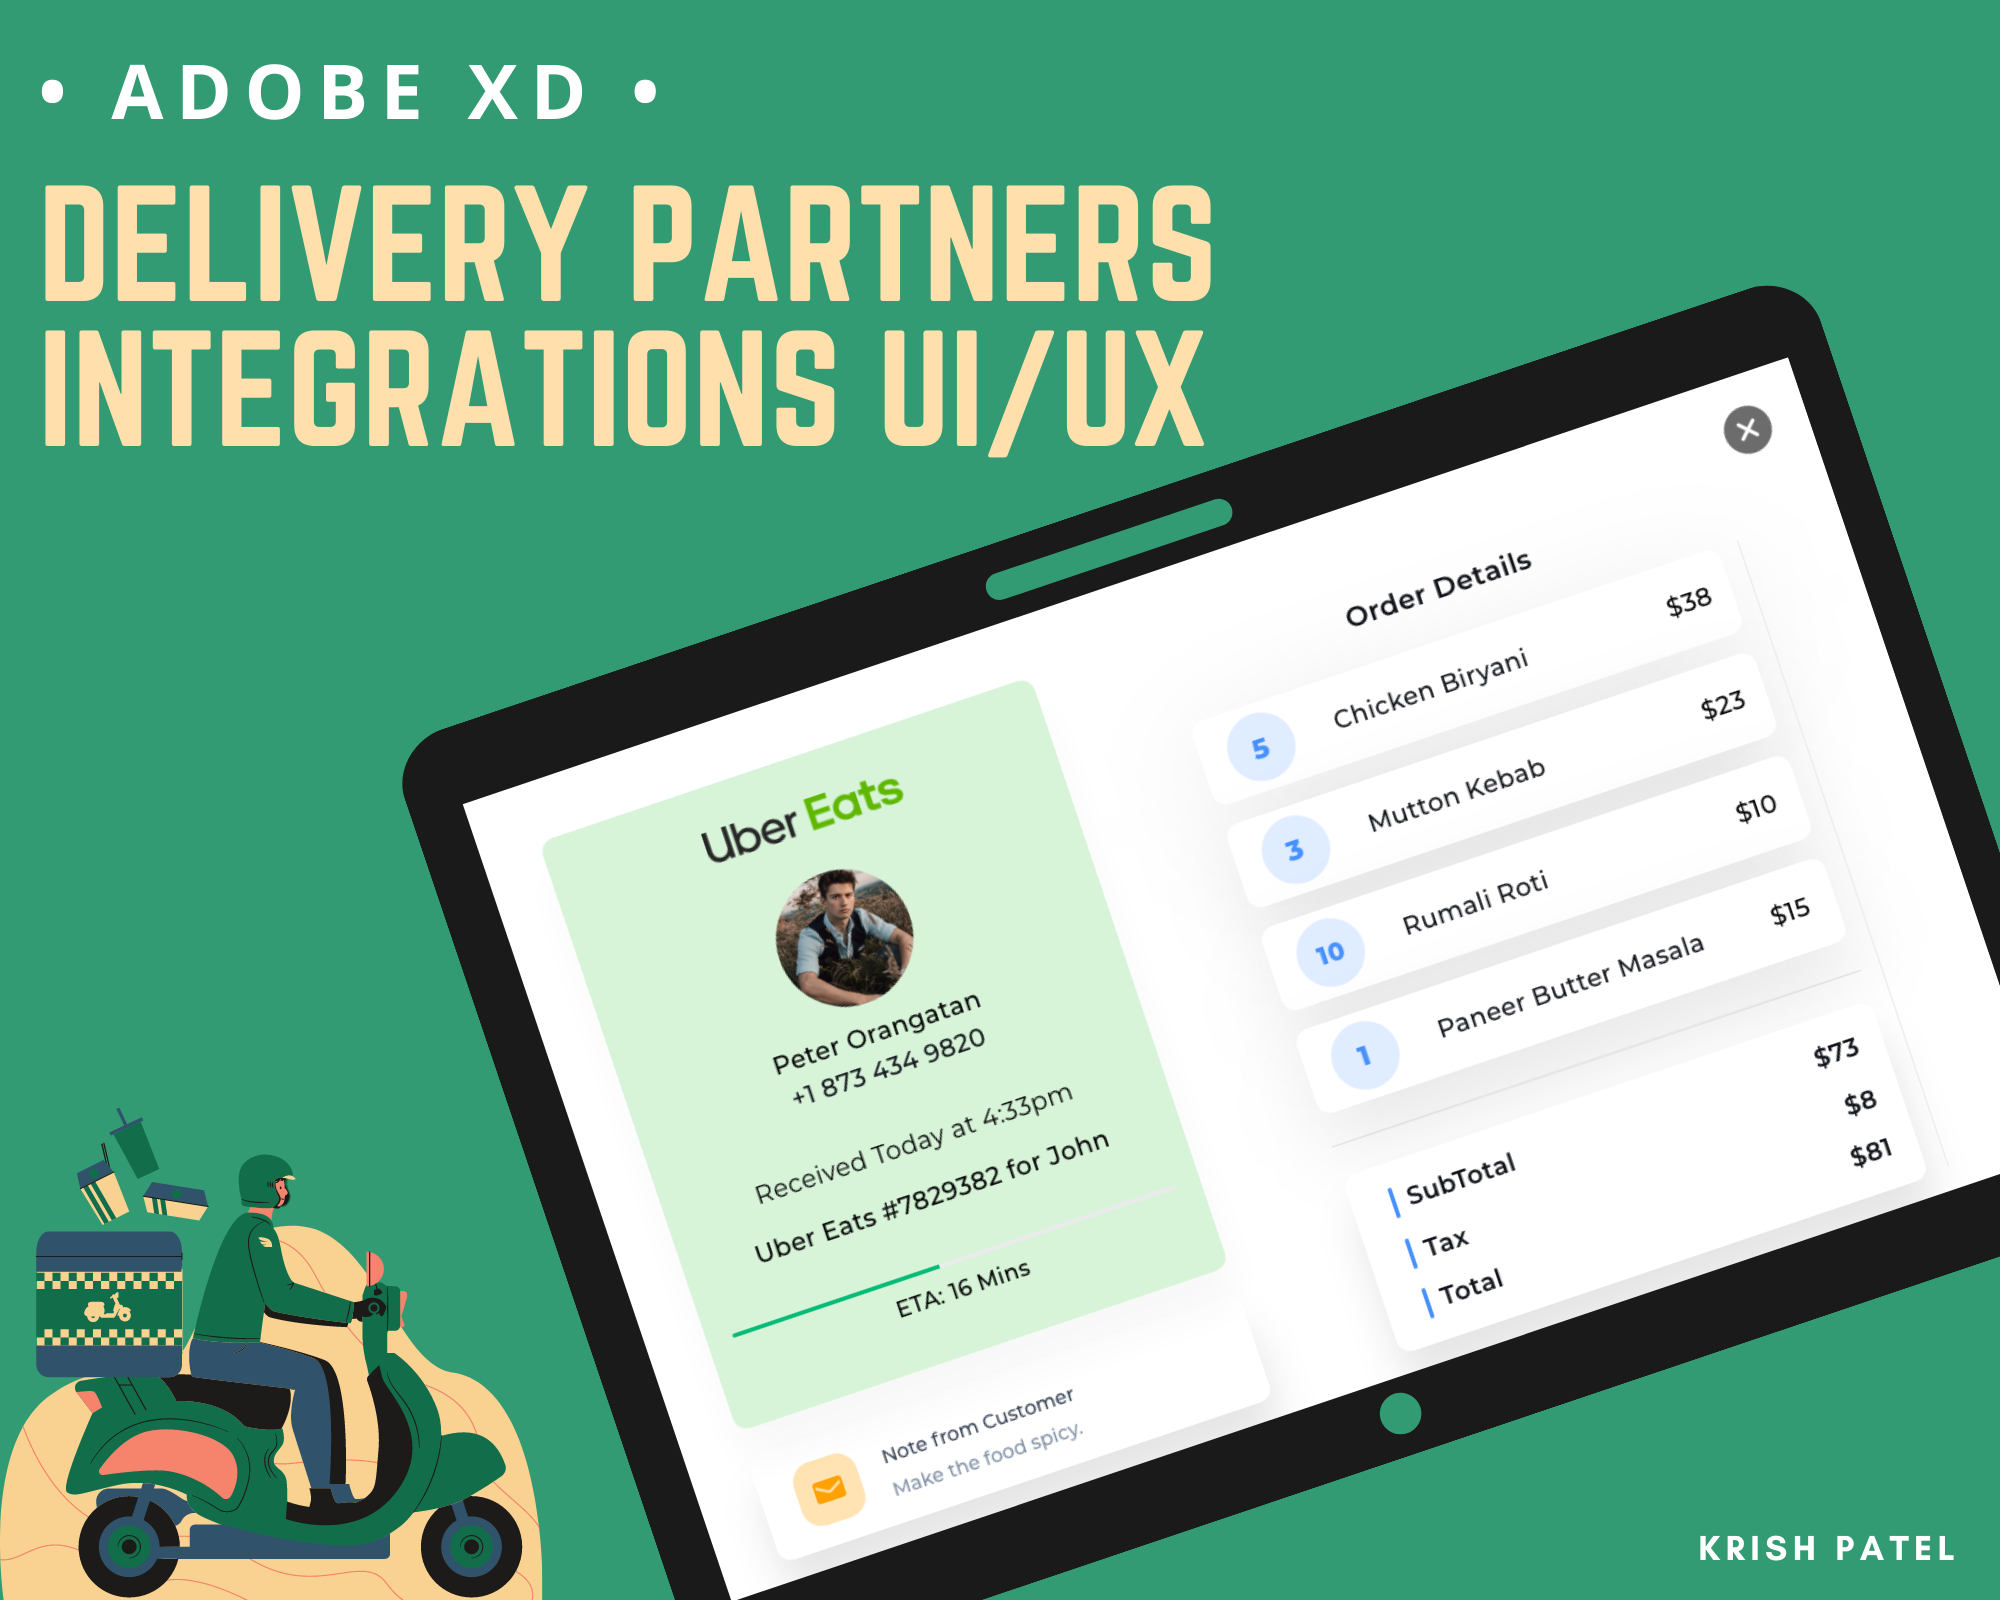 • ADOBE XD •
DELIVERY PARTNERS
INTEGRATIONS UI/UX
Uber Eats
Peter Orangatan
+1 873 434 9820
Received Today at 4:33pm
Uber Eats #7829382 for John
ETA: 16 Mins
Note from Customer
Make the food spicy.
Order Details
5 Chicken Biryani $38
3 Mutton Kebab $23
10 Rumali Roti $10
1 Paneer Butter Masala $15
SubTotal $73
Tax $8
Total $81
KRISH PATEL